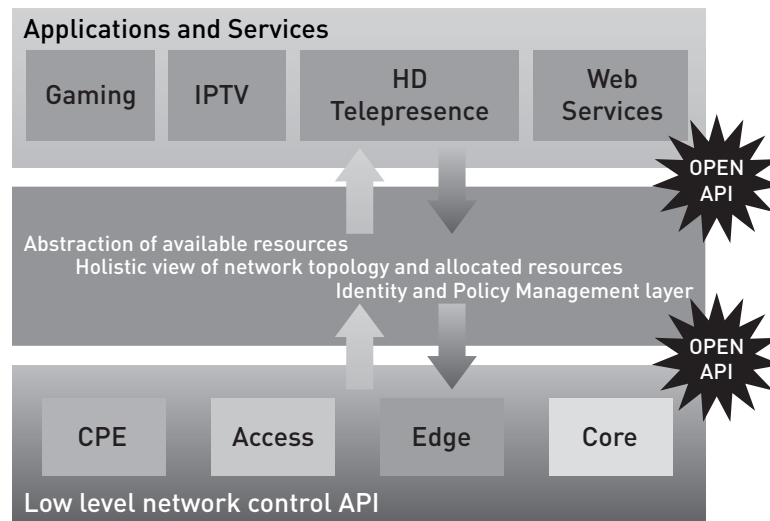 Applications and Services
Gaming
IPTV
HD
Telepresence
Web
Services
OPEN
API
Abstraction of available resources
Holistic view of network topology and allocated resources
Identity and Policy Management layer
OPEN
API
CPE
Access
Edge
Core
Low level network control API